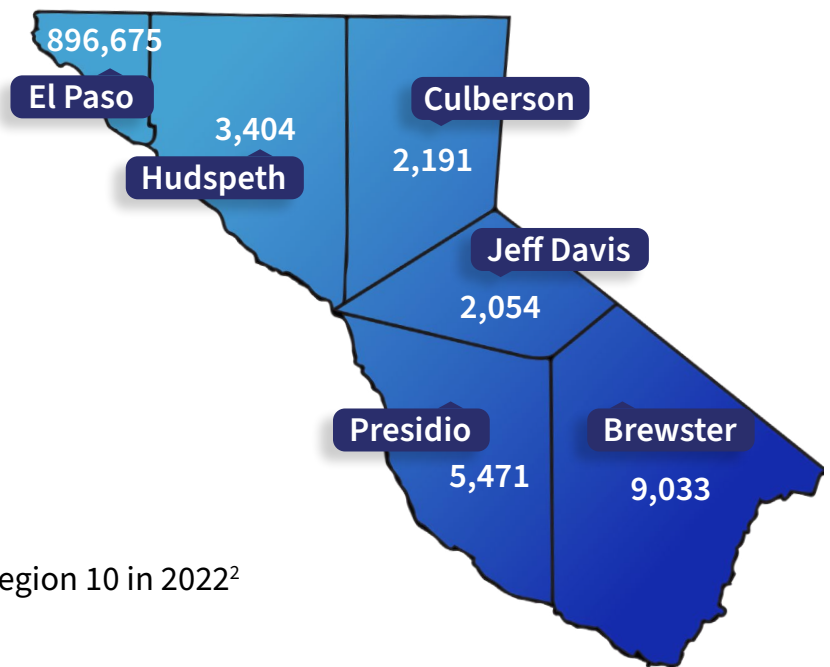 896,675
El Paso
3,404
Hudspeth
Culberson
2,191
Jeff Davis
2,054
Presidio
5,471
Brewster
9,033
egion 10 in 2022²